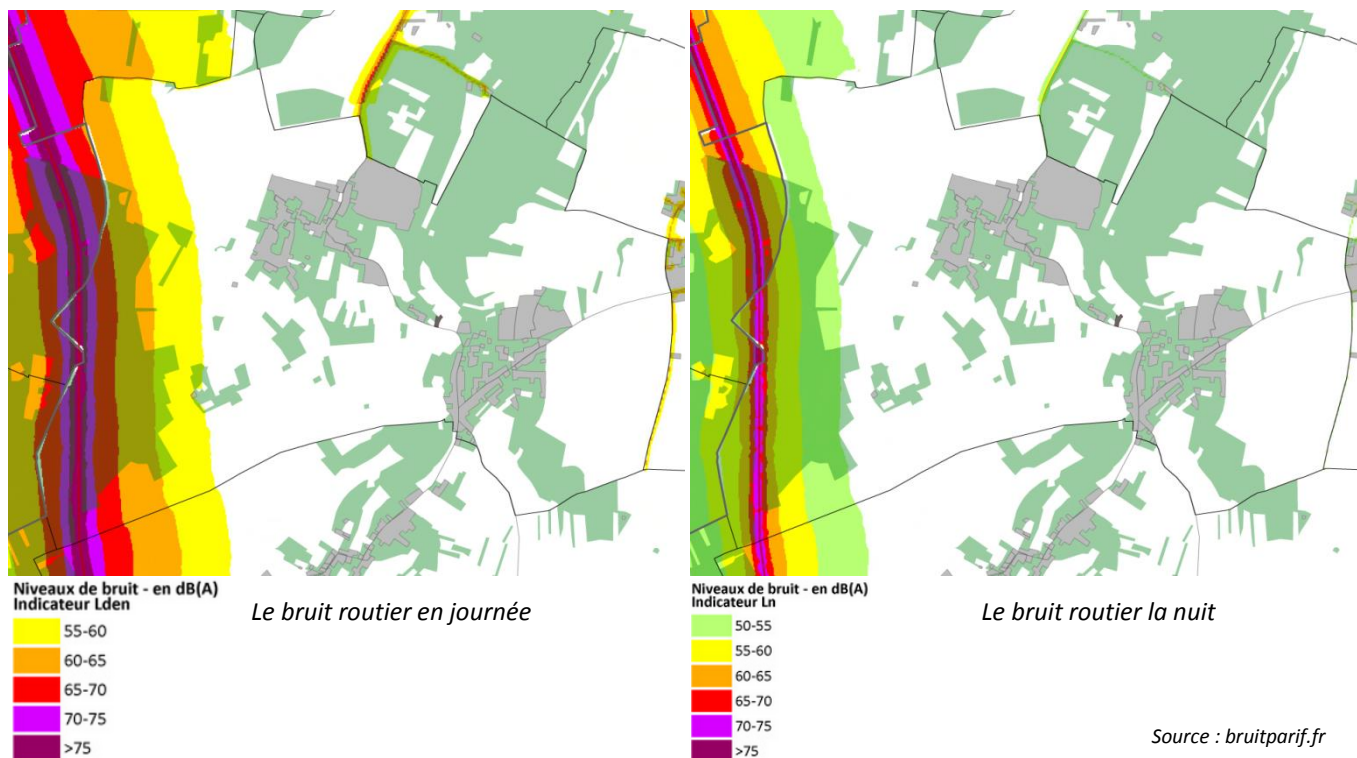 Niveaux de bruit - en dB(A)
Indicateur Lden
55-60
60-65
65-70
70-75
>75
Le bruit routier en journée
Niveaux de bruit - en dB(A)
Indicateur Ln
50-55
55-60
60-65
65-70
70-75
>75
Le bruit routier la nuit
Source : bruitparif.fr